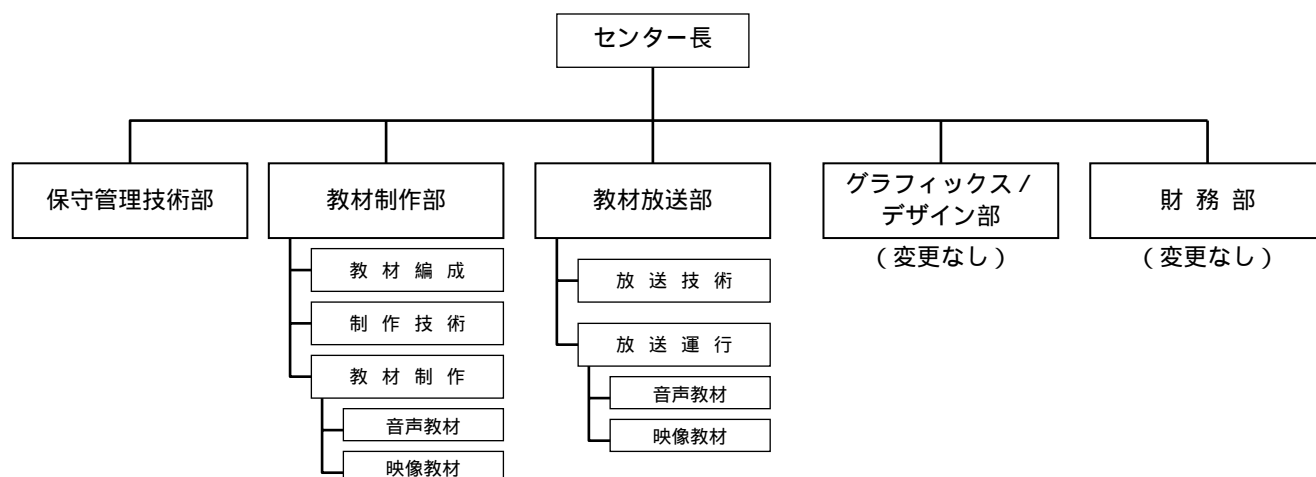 センター長
保守管理技術部
教材制作部
教材編成
制作技術
教材制作
音声教材
映像教材
教材放送部
放送技術
放送運行
音声教材
映像教材
グラフィックス/
デザイン部
(変更なし)
財務部
(変更なし)